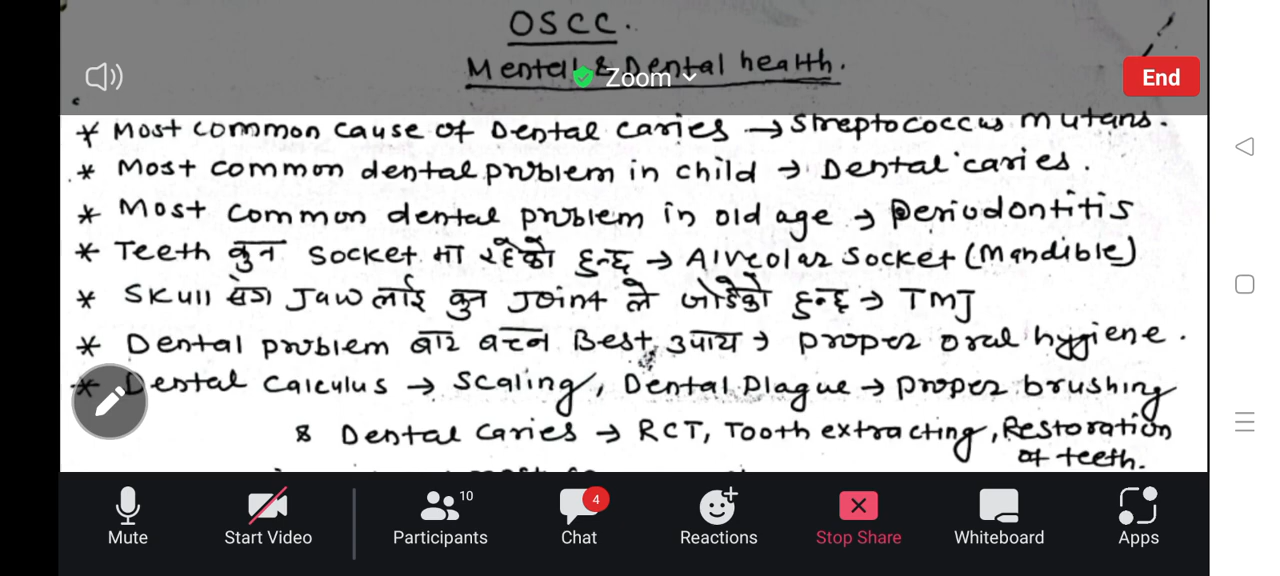 OSCC.
Mental & Dental health.
Zoom
End
* Most common cause of Dental caries → Streptococcus mutans.
* Most common dental problem in child → Dental caries.
* Most common dental problem in old age → Periodontitis
* Teeth कुन Socket मा रहेको हुन्छ → Alveolar Socket (Mandible)
* Skull सँग Jaw लाई कुन Joint ले जोडेको हुन्छ → TMJ
* Dental problem बाट बच्न Best उपाय → proper oral hygiene.
* Dental calculus → Scaling, Dental Plague → proper brushing
& Dental caries → RCT, Tooth extracting, Restoration
of teeth.
10
4
Mute
Start Video
Participants
Chat
Reactions
Stop Share
Whiteboard
Apps